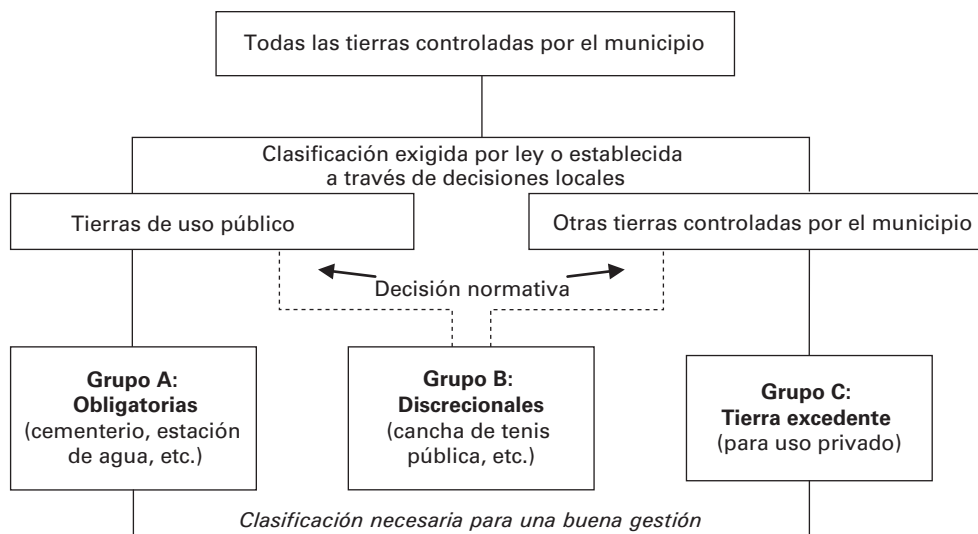 Todas las tierras controladas por el municipio
Clasificación exigida por ley o establecida
a través de decisiones locales
Tierras de uso público
Otras tierras controladas por el municipio
Decisión normativa
Grupo A:
Obligatorias
(cementerio, estación
de agua, etc.)
Grupo B:
Discrecionales
(cancha de tenis
pública, etc.)
Grupo C:
Tierra excedente
(para uso privado)
Clasificación necesaria para una buena gestión